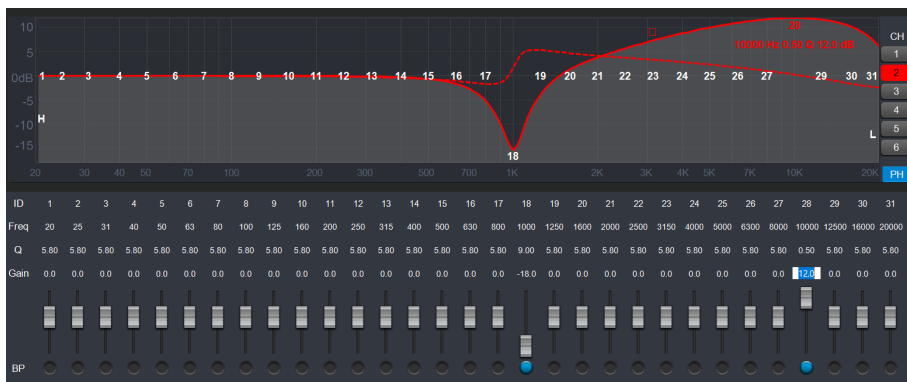 10
5
0dB
-5
-10
-15
28
10000 Hz 0.50 Q 12.0 dB
1 2 3 4 5 6 7 8 9 10 11 12 13 14 15 16 17 19 20 21 22 23 24 25 26 27 29 30 31
H
L
18
20 30 40 50 70 100 200 300 500 700 1K 2K 3K 4K 5K 7K 10K 20K
CH
1
2
3
4
5
6
PH
ID 1 2 3 4 5 6 7 8 9 10 11 12 13 14 15 16 17 18 19 20 21 22 23 24 25 26 27 28 29 30 31
Freq 20 25 31 40 50 63 80 100 125 160 200 250 315 400 500 630 800 1000 1250 1600 2000 2500 3150 4000 5000 6300 8000 10000 12500 16000 20000
Q 5.80 5.80 5.80 5.80 5.80 5.80 5.80 5.80 5.80 5.80 5.80 5.80 5.80 5.80 5.80 5.80 5.80 9.00 5.80 5.80 5.80 5.80 5.80 5.80 5.80 5.80 5.80 0.50 5.80 5.80 5.80
Gain 0.0 0.0 0.0 0.0 0.0 0.0 0.0 0.0 0.0 0.0 0.0 0.0 0.0 0.0 0.0 0.0 0.0 -18.0 0.0 0.0 0.0 0.0 0.0 0.0 0.0 0.0 0.0 12.0 0.0 0.0 0.0
BP